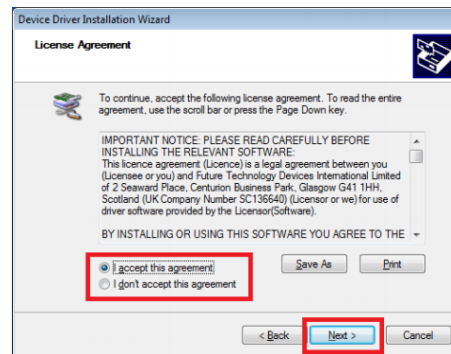 Device Driver Installation Wizard
License Agreement
To continue, accept the following license agreement. To read the entire
agreement, use the scroll bar or press the Page Down key.
IMPORTANT NOTICE: PLEASE READ CAREFULLY BEFORE
INSTALLING THE RELEVANT SOFTWARE:
This licence agreement (Licence) is a legal agreement between you
(Licensee or you) and Future Technology Devices International Limited
of 2 Seaward Place, Centurion Business Park, Glasgow G41 1HH,
Scotland (UK Company Number SC136640) (Licensor or we) for use of
driver software provided by the Licensor(Software).
BY INSTALLING OR USING THIS SOFTWARE YOU AGREE TO THE
I accept this agreement
Save As
Print
I don't accept this agreement
< Back
Next >
Cancel